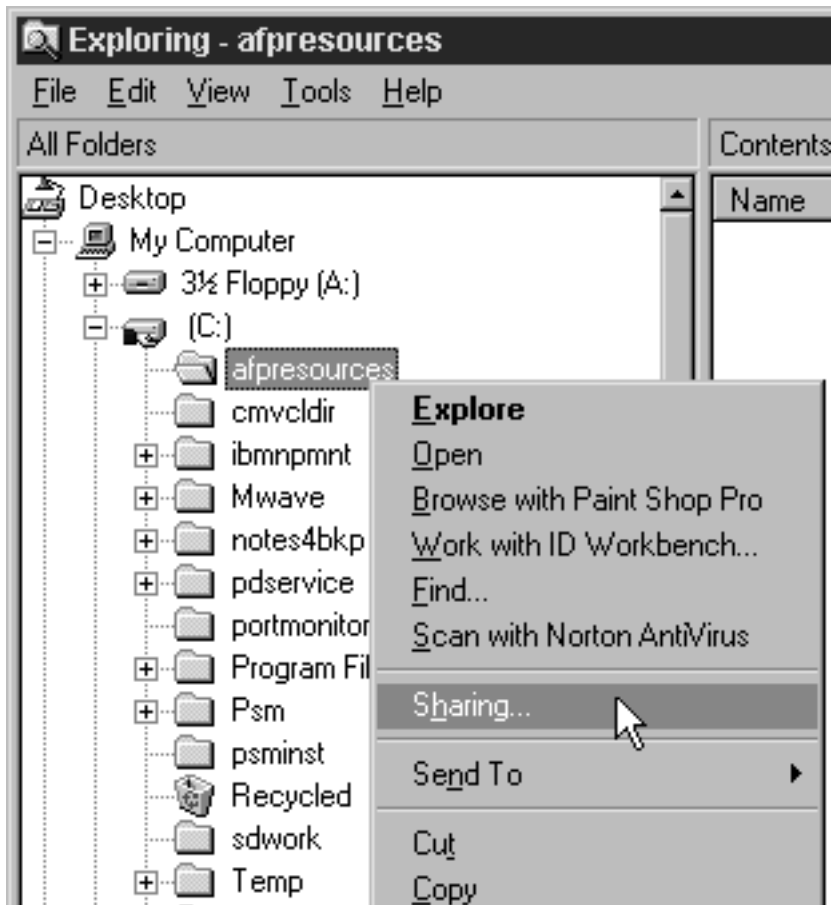 Exploring - afpresources
File Edit View Tools Help
All Folders
Contents
Name
Desktop
My Computer
3½ Floppy (A:)
(C:)
afpresources
cmvcldir
ibmnpmnt
Mwave
notes4bkp
pdservice
portmonitor
Program Fil
Psm
psminst
Recycled
sdwork
Temp
Explore
Open
Browse with Paint Shop Pro
Work with ID Workbench...
Find...
Scan with Norton AntiVirus
Sharing...
Send To
Cut
Copy